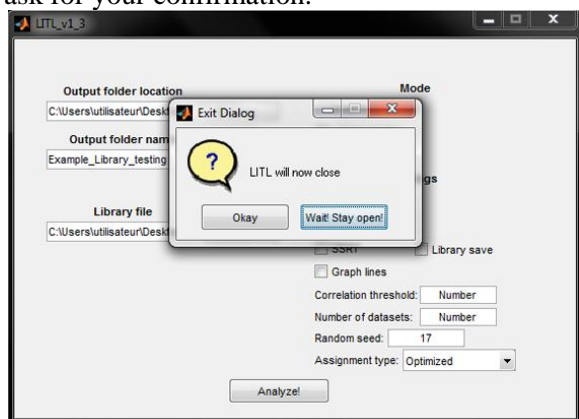 ask for your confirmation.
LITL_v1_3
Output folder location
Mode
C:\Users\utilisateur\Desk
Exit Dialog
Output folder nam
Example_Library_testing
LITL will now close
gs
Library file
Okay
Wait! Stay open!
C:\Users\utilisateur\Desk
SSRT
Library save
Graph lines
Correlation threshold: Number
Number of datasets: Number
Random seed: 17
Assignment type: Optimized
Analyze!